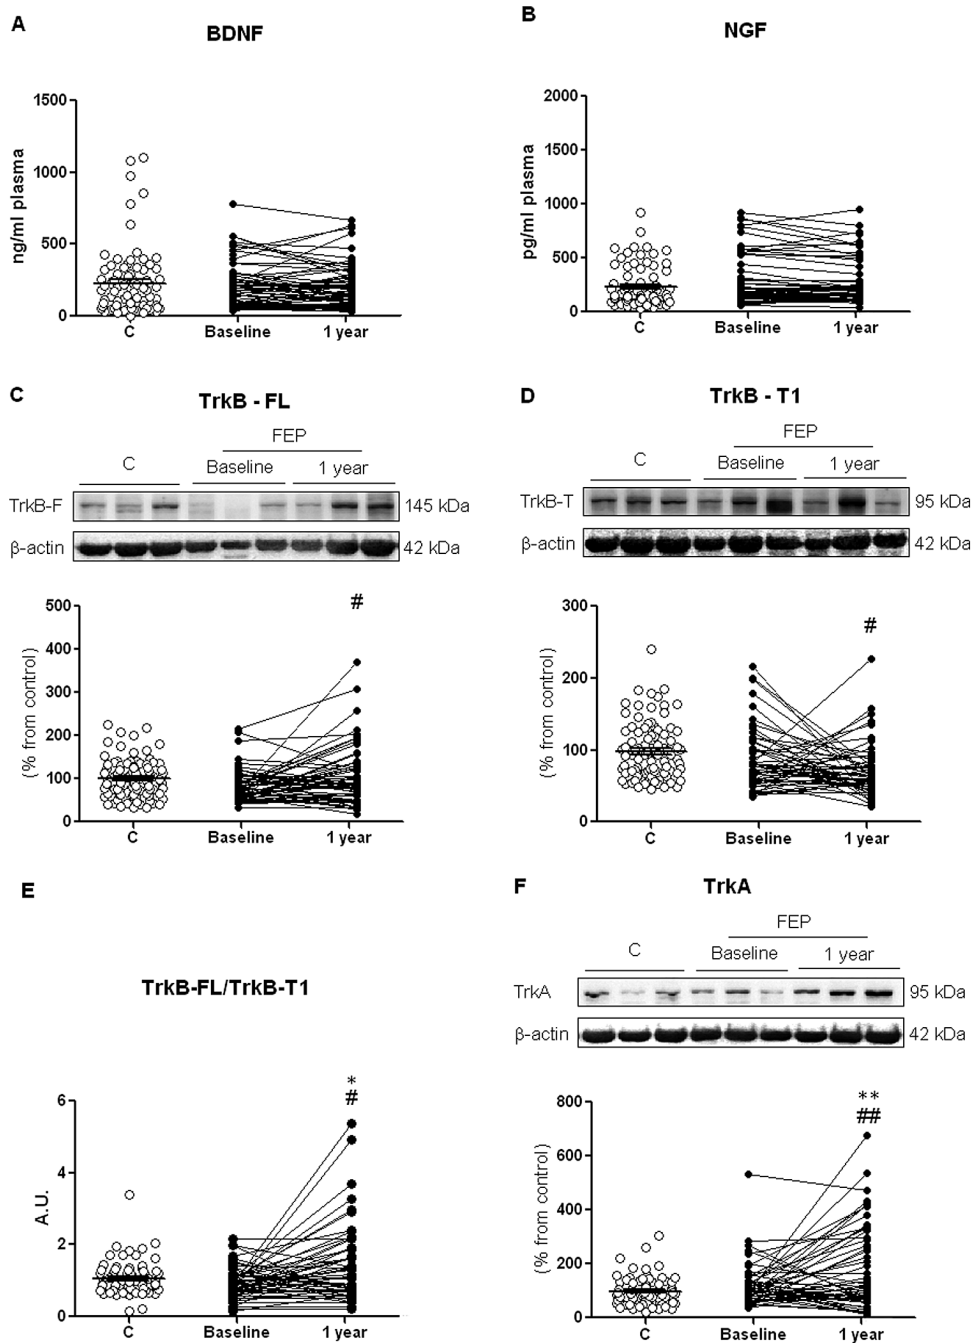 A
BDNF
1500
1000
500
0
ng/ml plasma
C
Baseline
1 year
B
NGF
2000
1500
1000
500
0
pg/ml plasma
C
Baseline
1 year
C
TrkB - FL
FEP
C
Baseline
1 year
TrkB-F
145 kDa
β-actin
42 kDa
500
400
300
200
100
0
(% from control)
#
C
Baseline
1 year
D
TrkB - T1
FEP
C
Baseline
1 year
TrkB-T
95 kDa
β-actin
42 kDa
300
200
100
0
(% from control)
#
C
Baseline
1 year
E
TrkB-FL/TrkB-T1
6
4
2
0
A.U.
*
#
C
Baseline
1 year
F
TrkA
FEP
C
Baseline
1 year
TrkA
95 kDa
β-actin
42 kDa
800
600
400
200
0
(% from control)
**
##
C
Baseline
1 year